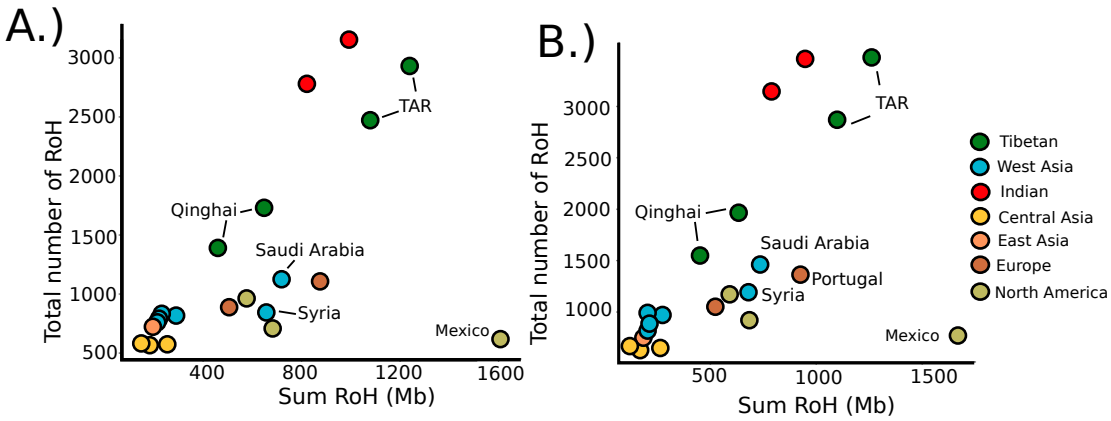 A.)
Total number of RoH
3000
2500
2000
1500
1000
500
TAR
Qinghai
Saudi Arabia
Syria
Mexico
400
800
1200
1600
Sum RoH (Mb)
B.)
Total number of RoH
3000
2500
2000
1500
1000
TAR
Qinghai
Saudi Arabia
Portugal
Syria
Mexico
500
1000
1500
Sum RoH (Mb)
Tibetan
West Asia
Indian
Central Asia
East Asia
Europe
North America